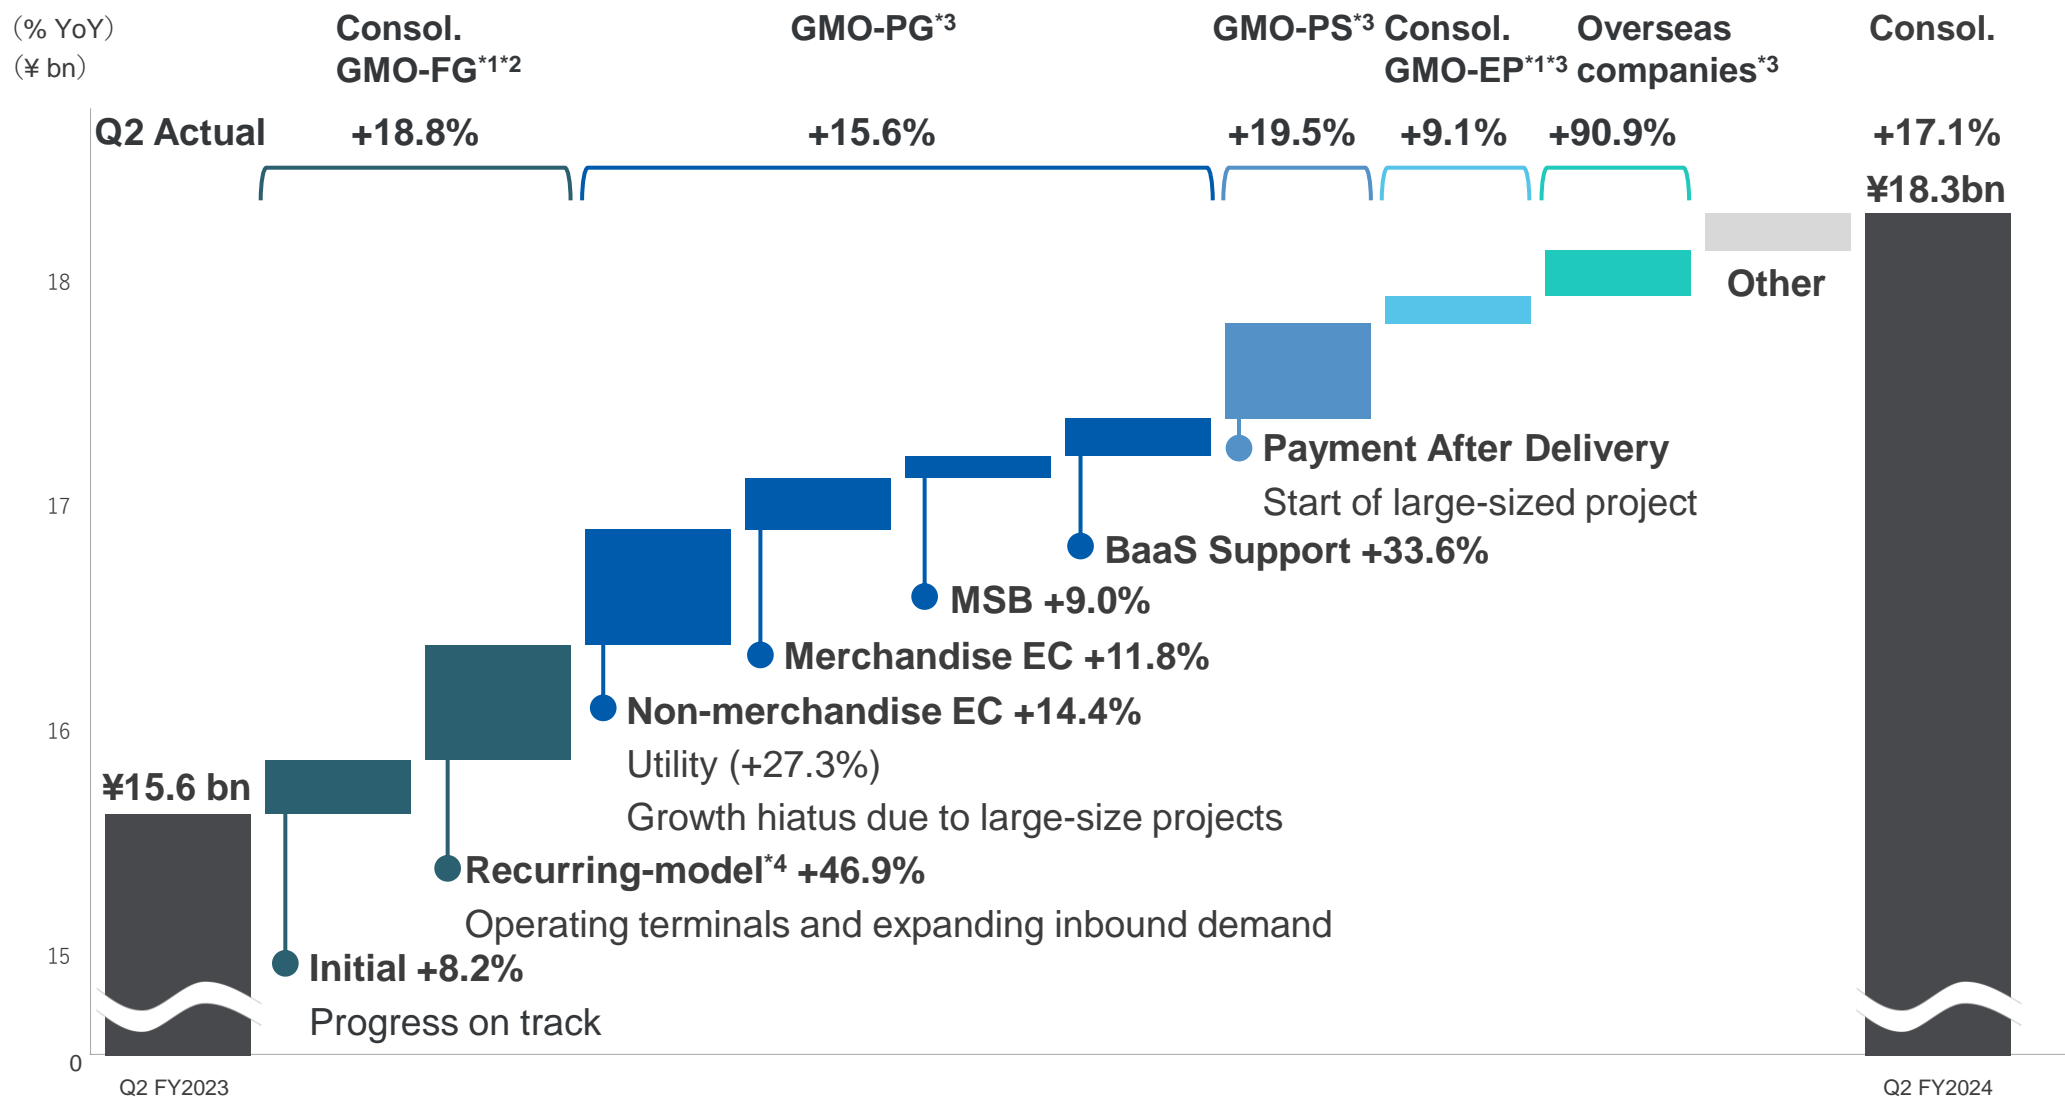 （% YoY）
（¥ bn）
Consol.
GMO-FG*1*2
GMO-PG*3
GMO-PS*3
Consol.
GMO-EP*1*3
Overseas
companies*3
Consol.
Q2 Actual
+18.8%
+15.6%
+19.5%
+9.1%
+90.9%
+17.1%
¥18.3bn
18
Other
Payment After Delivery
Start of large-sized project
17
BaaS Support +33.6%
MSB +9.0%
Merchandise EC +11.8%
Non-merchandise EC +14.4%
16
Utility (+27.3%)
¥15.6 bn
Growth hiatus due to large-size projects
Recurring-model*4 +46.9%
Operating terminals and expanding inbound demand
15
Initial +8.2%
Progress on track
0
Q2 FY2023
Q2 FY2024